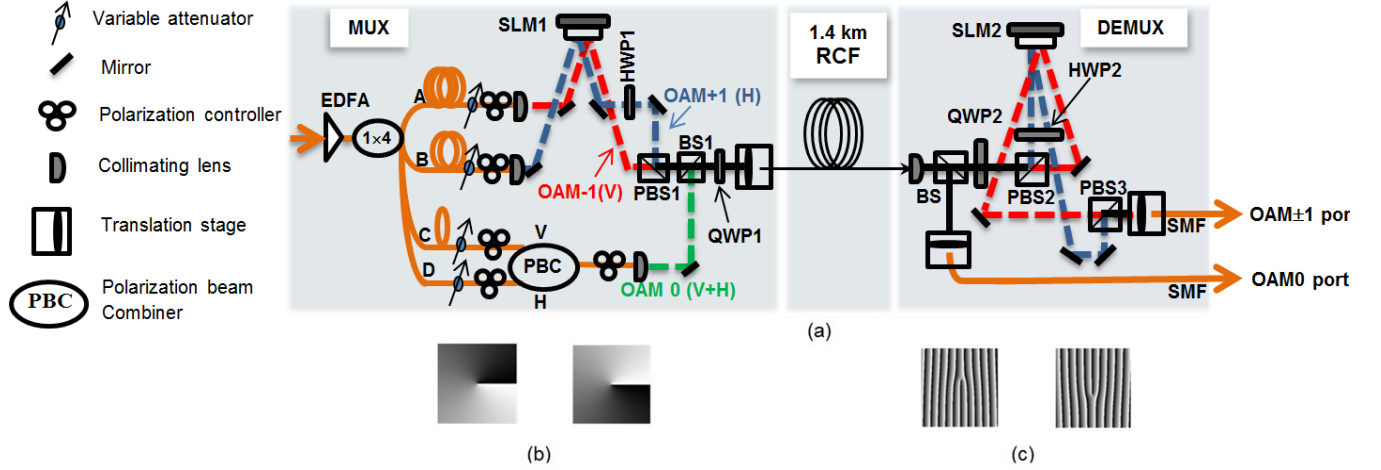 Variable attenuator
Mirror
Polarization controller
Collimating lens
Translation stage
PBC
Polarization beam
Combiner
MUX
EDFA
1×4
A
B
C
D
SLM1
HWP1
OAM+1 (H)
BS1
OAM-1(V)
PBS1
QWP1
V
PBC
H
OAM 0 (V+H)
1.4 km
RCF
SLM2
DEMUX
HWP2
QWP2
BS
PBS2
PBS3
SMF
OAM±1 por
SMF
OAM0 port
(a)
(b)
(c)